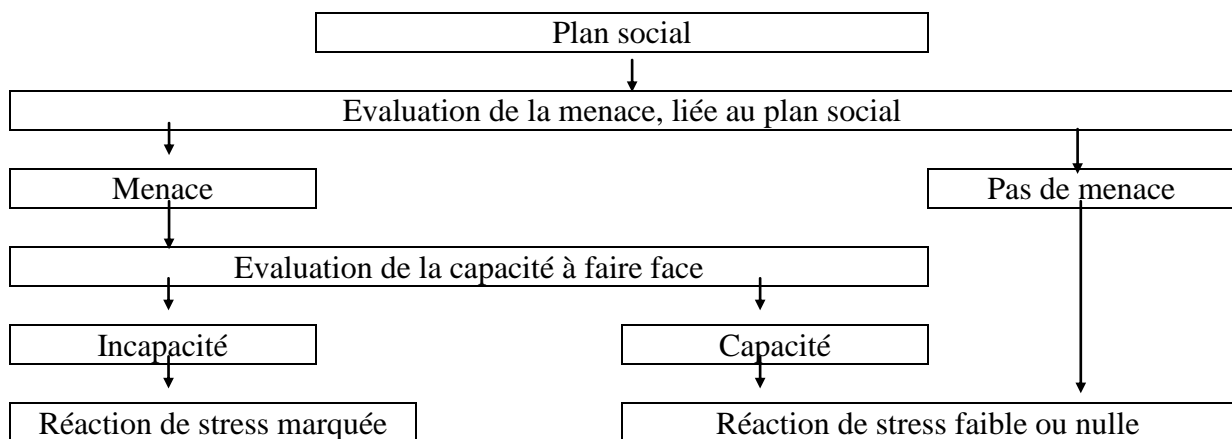 Plan social
Evaluation de la menace, liée au plan social
Menace
Pas de menace
Evaluation de la capacité à faire face
Incapacité
Capacité
Réaction de stress marquée
Réaction de stress faible ou nulle